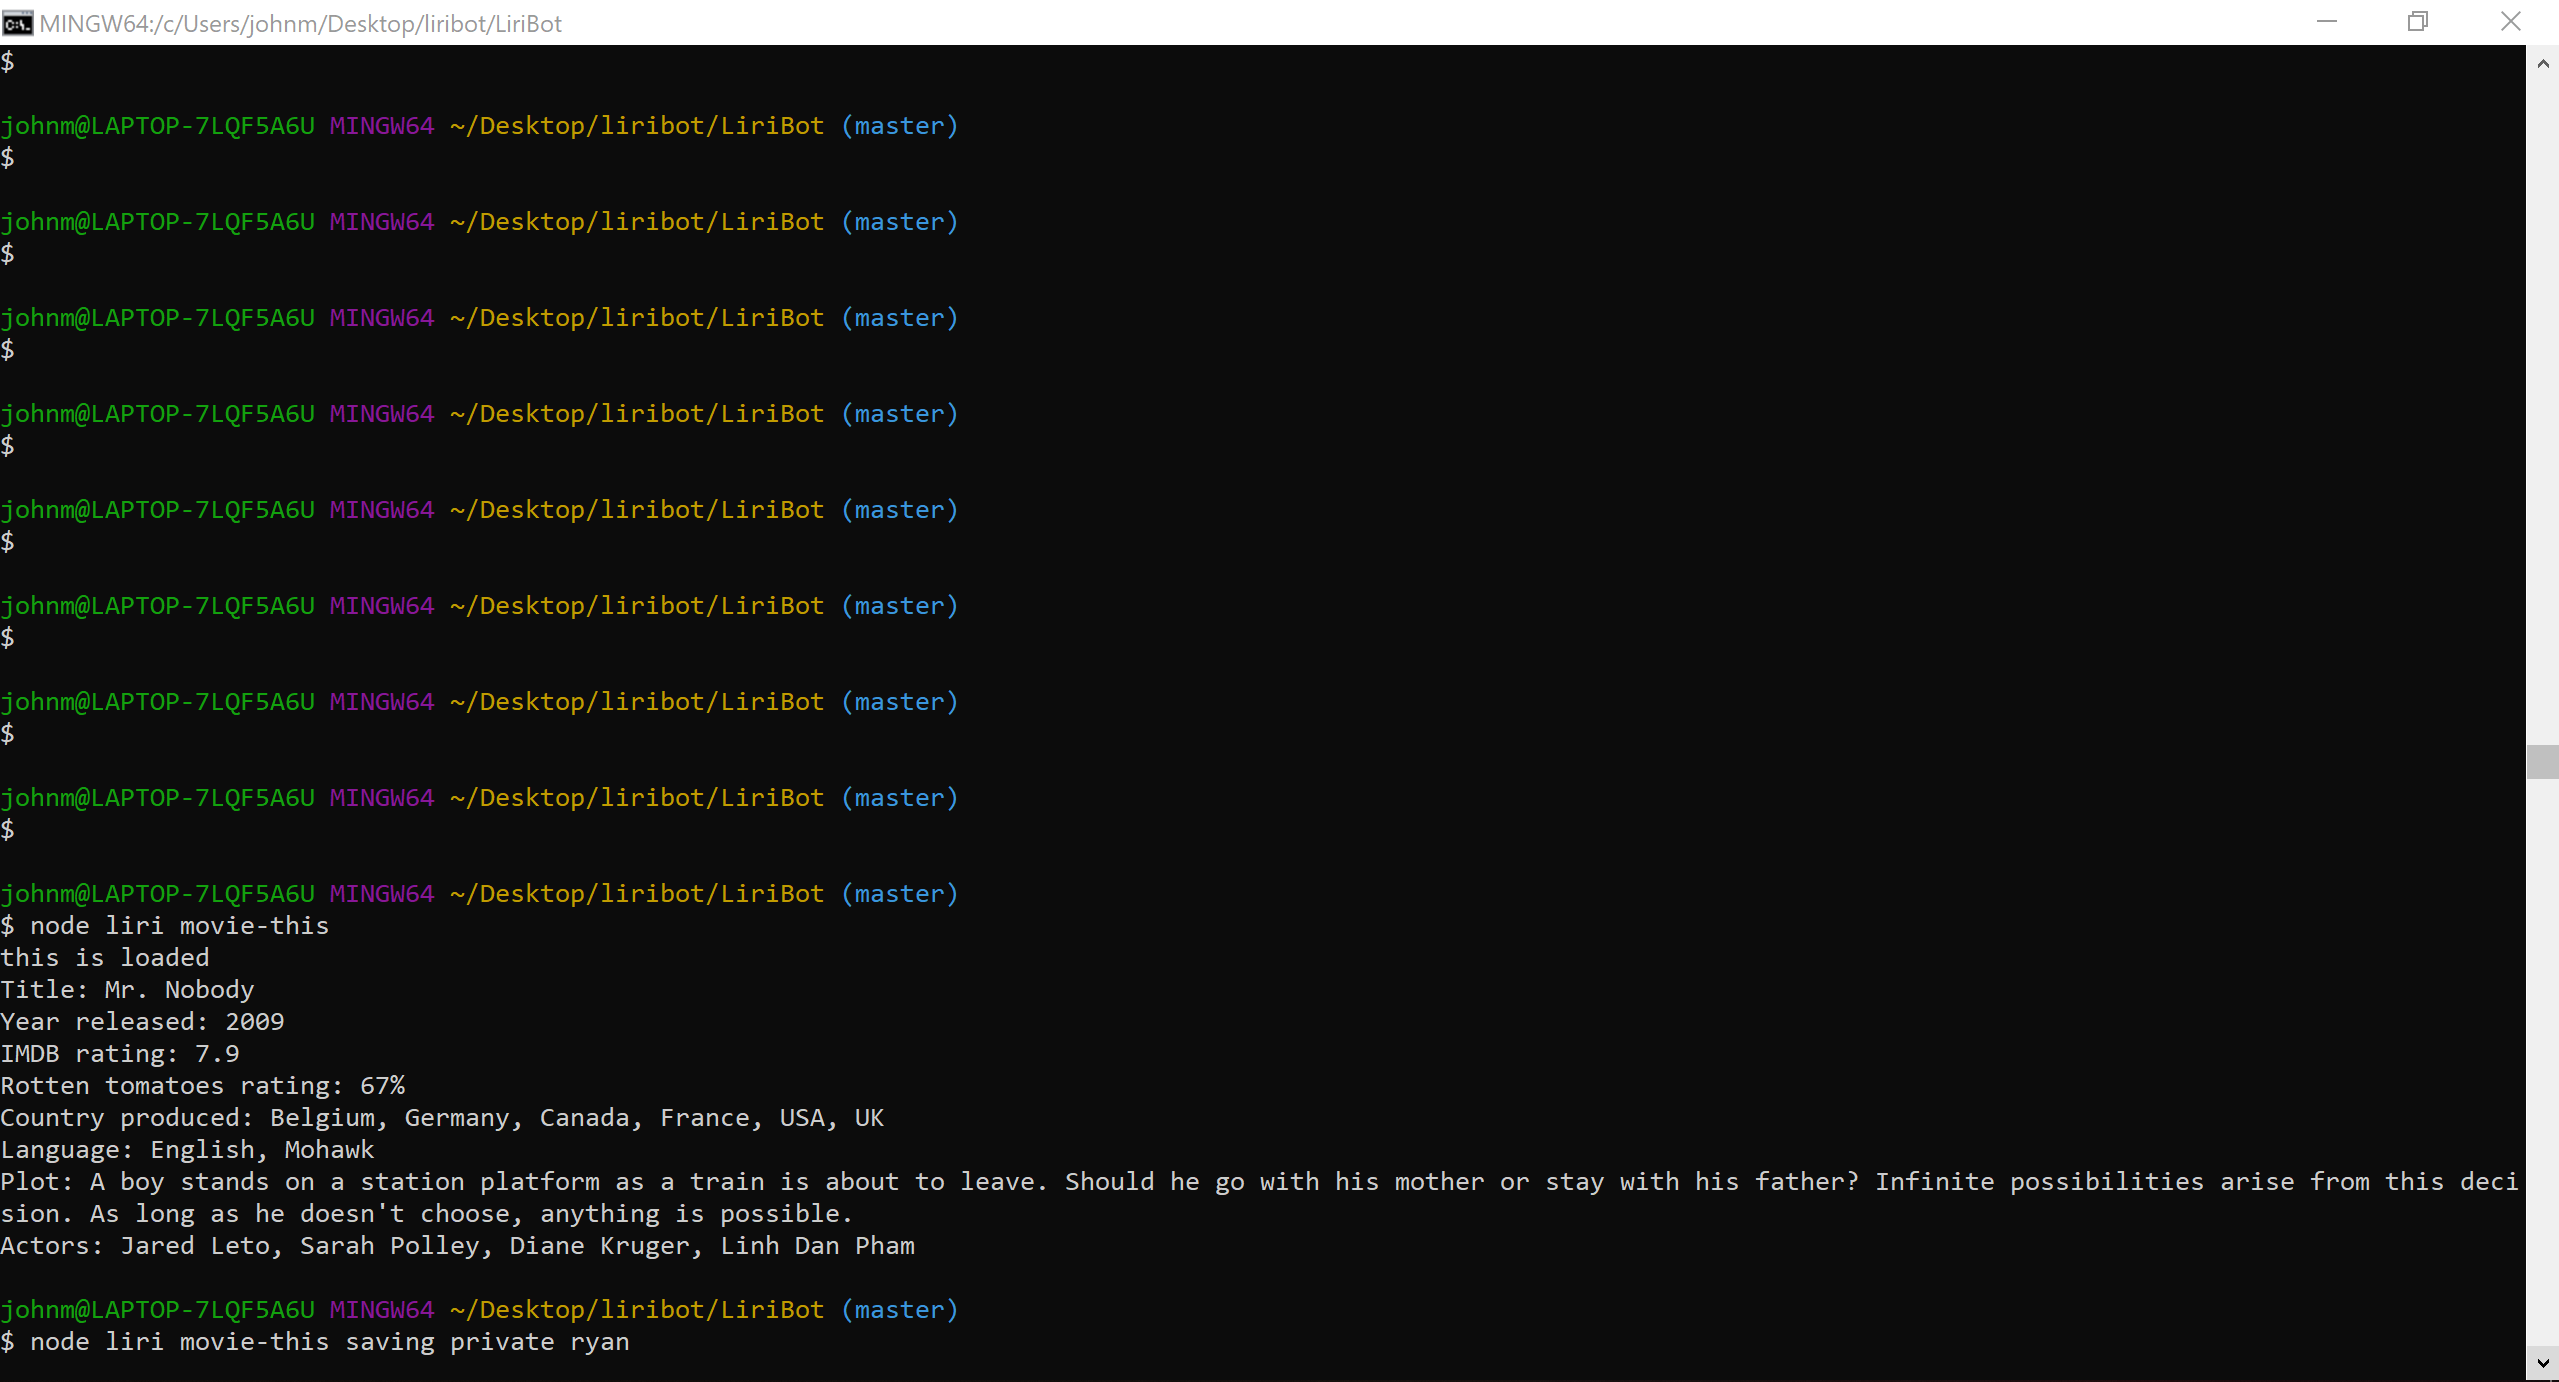 MINGW64:/c/Users/johnm/Desktop/liribot/LiriBot
$
johnm@LAPTOP-7LQF5A6U MINGW64 ~/Desktop/liribot/LiriBot (master)
$
johnm@LAPTOP-7LQF5A6U MINGW64 ~/Desktop/liribot/LiriBot (master)
$
johnm@LAPTOP-7LQF5A6U MINGW64 ~/Desktop/liribot/LiriBot (master)
$
johnm@LAPTOP-7LQF5A6U MINGW64 ~/Desktop/liribot/LiriBot (master)
$
johnm@LAPTOP-7LQF5A6U MINGW64 ~/Desktop/liribot/LiriBot (master)
$
johnm@LAPTOP-7LQF5A6U MINGW64 ~/Desktop/liribot/LiriBot (master)
$
johnm@LAPTOP-7LQF5A6U MINGW64 ~/Desktop/liribot/LiriBot (master)
$
johnm@LAPTOP-7LQF5A6U MINGW64 ~/Desktop/liribot/LiriBot (master)
$
johnm@LAPTOP-7LQF5A6U MINGW64 ~/Desktop/liribot/LiriBot (master)
$ node liri movie-this
this is loaded
Title: Mr. Nobody
Year released: 2009
IMDB rating: 7.9
Rotten tomatoes rating: 67%
Country produced: Belgium, Germany, Canada, France, USA, UK
Language: English, Mohawk
Plot: A boy stands on a station platform as a train is about to leave. Should he go with his mother or stay with his father? Infinite possibilities arise from this deci
sion. As long as he doesn't choose, anything is possible.
Actors: Jared Leto, Sarah Polley, Diane Kruger, Linh Dan Pham
johnm@LAPTOP-7LQF5A6U MINGW64 ~/Desktop/liribot/LiriBot (master)
$ node liri movie-this saving private ryan